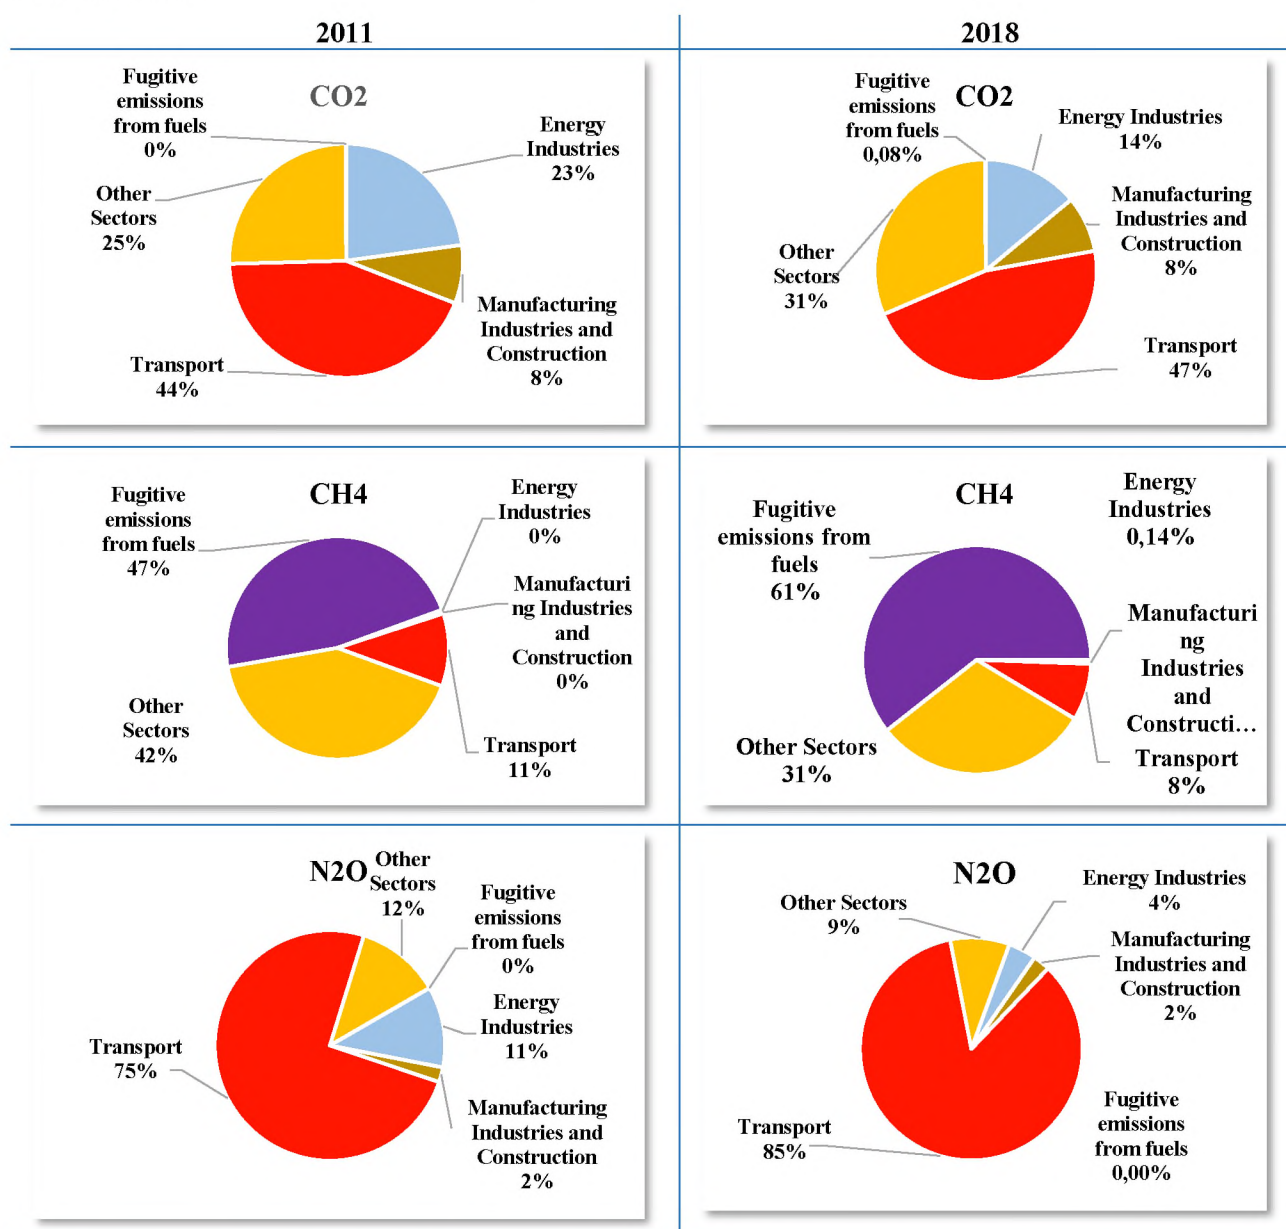 2011
2018
CO2
Fugitive
emissions
from fuels
0%
Energy
Industries
23%
Other
Sectors
25%
Manufacturing
Industries and
Construction
8%
Transport
44%
CO2
Fugitive
emissions
from fuels
0,08%
Energy Industries
14%
Manufacturing
Industries and
Construction
8%
Other
Sectors
31%
Transport
47%
CH4
Fugitive
emissions
from fuels
47%
Energy
Industries
0%
Manufacturi
ng Industries
and
Construction
0%
Other
Sectors
42%
Transport
11%
CH4
Fugitive
emissions from
fuels
61%
Energy
Industries
0,14%
Manufacturi
ng
Industries
and
Constructi...
Other Sectors
31%
Transport
8%
N2O
Other
Sectors
12%
Fugitive
emissions
from fuels
0%
Energy
Industries
11%
Transport
75%
Manufacturing
Industries and
Construction
2%
N2O
Other Sectors
9%
Energy Industries
4%
Manufacturing
Industries and
Construction
2%
Transport
85%
Fugitive
emissions
from fuels
0,00%